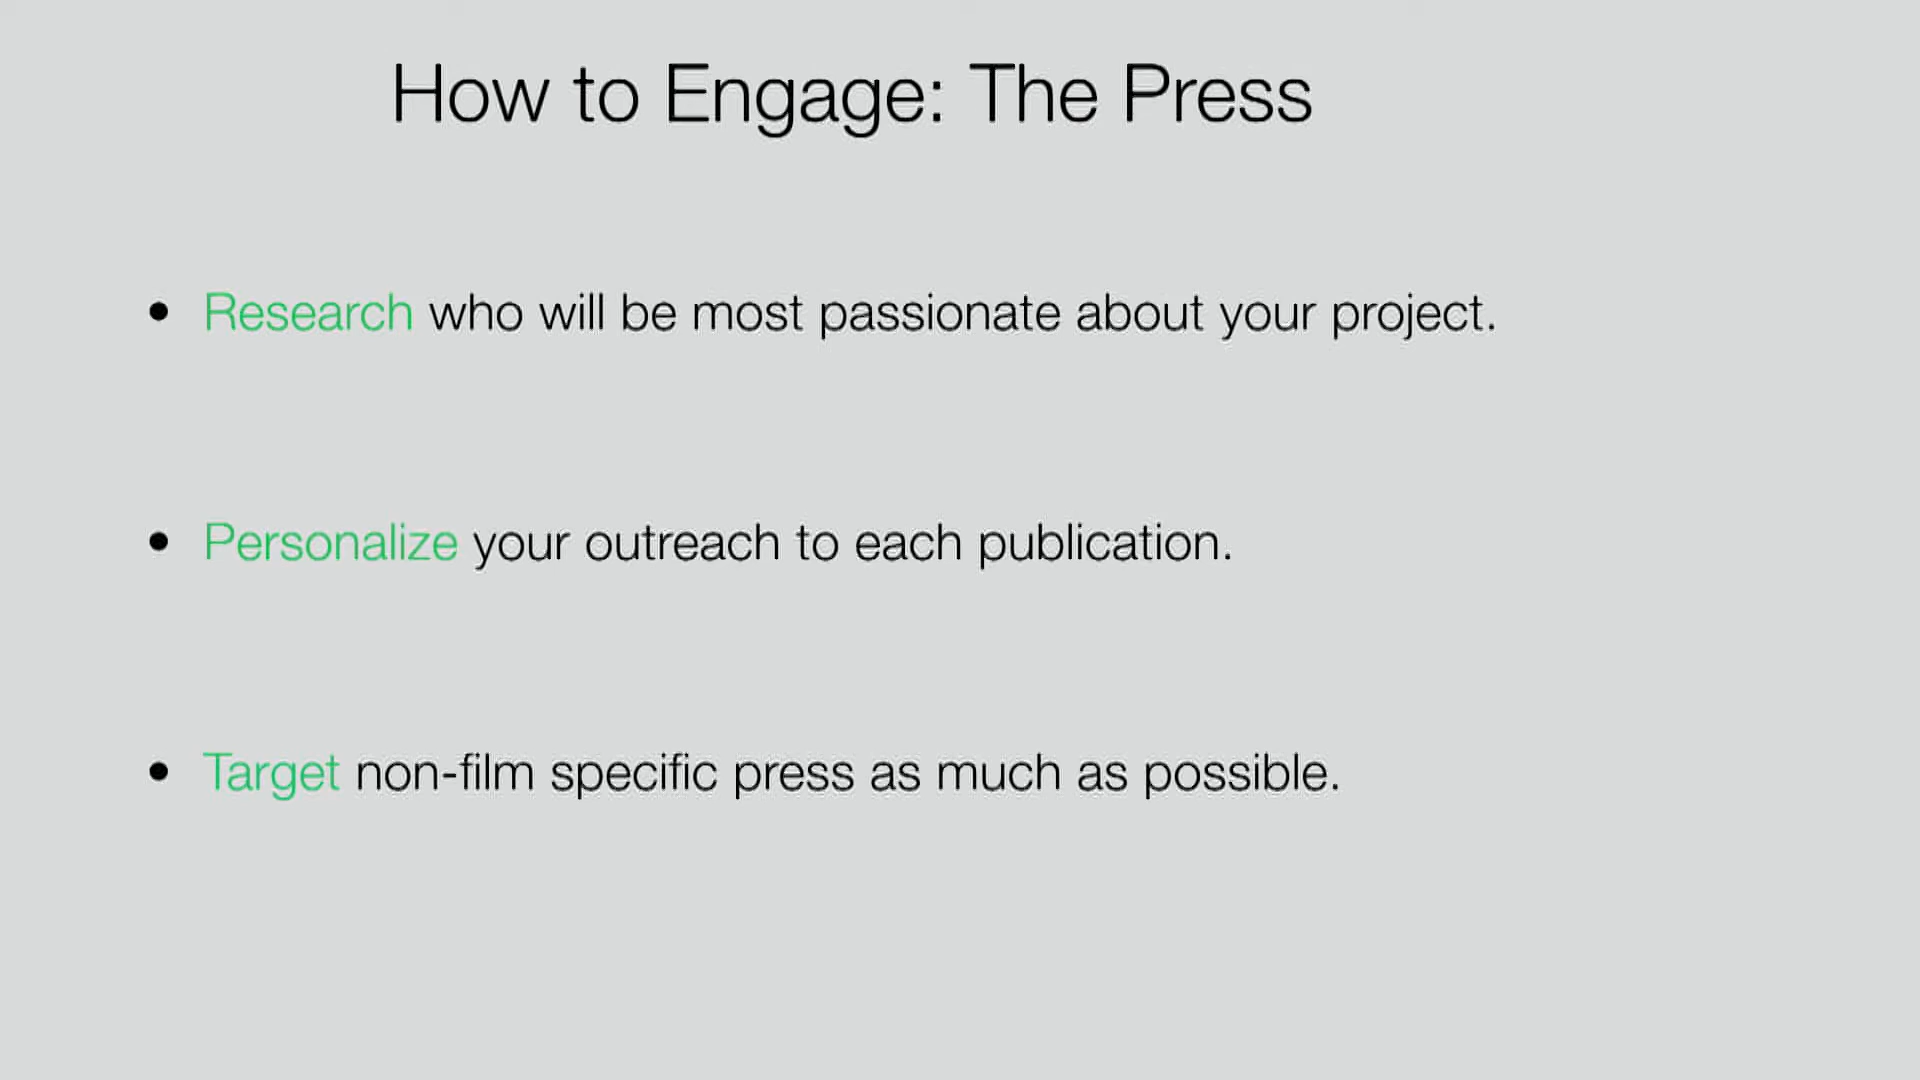 How to Engage: The Press
• Research who will be most passionate about your project.
• Personalize your outreach to each publication.
• Target non-film specific press as much as possible.